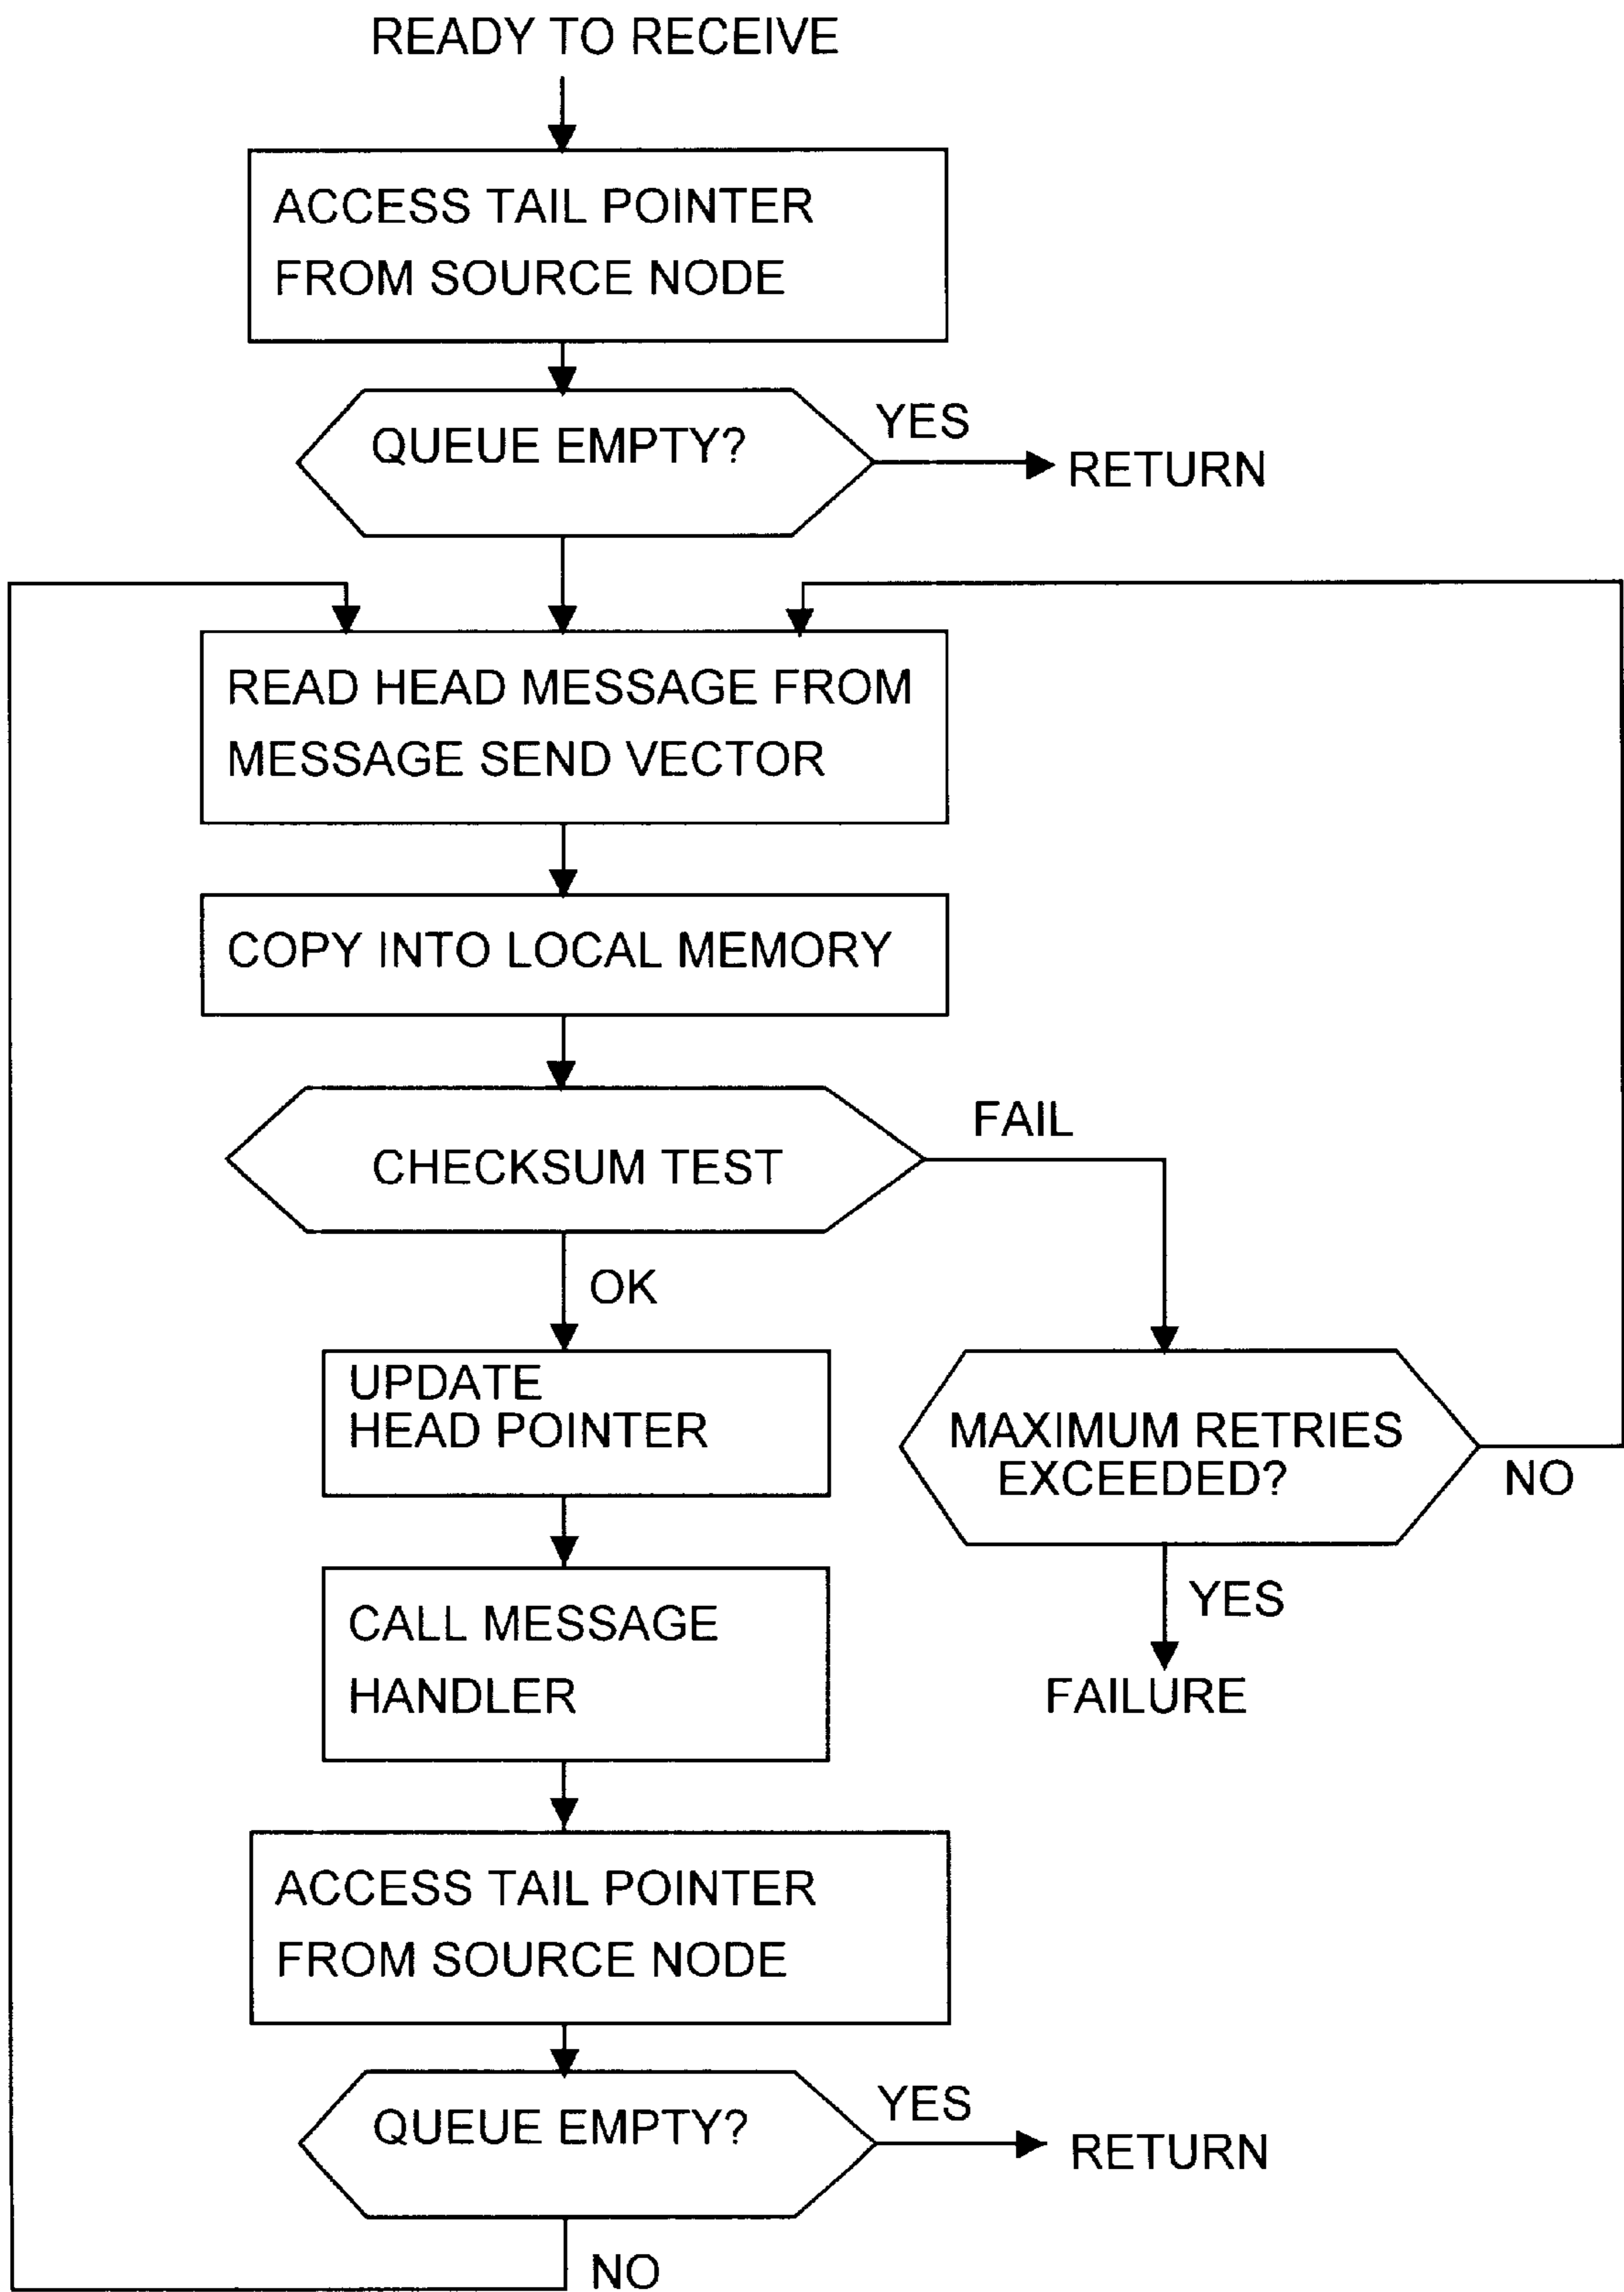 READY TO RECEIVE
ACCESS TAIL POINTER
FROM SOURCE NODE
QUEUE EMPTY?
YES
RETURN
READ HEAD MESSAGE FROM
MESSAGE SEND VECTOR
COPY INTO LOCAL MEMORY
CHECKSUM TEST
FAIL
OK
UPDATE
HEAD POINTER
MAXIMUM RETRIES
EXCEEDED?
NO
YES
FAILURE
CALL MESSAGE
HANDLER
ACCESS TAIL POINTER
FROM SOURCE NODE
QUEUE EMPTY?
YES
RETURN
NO